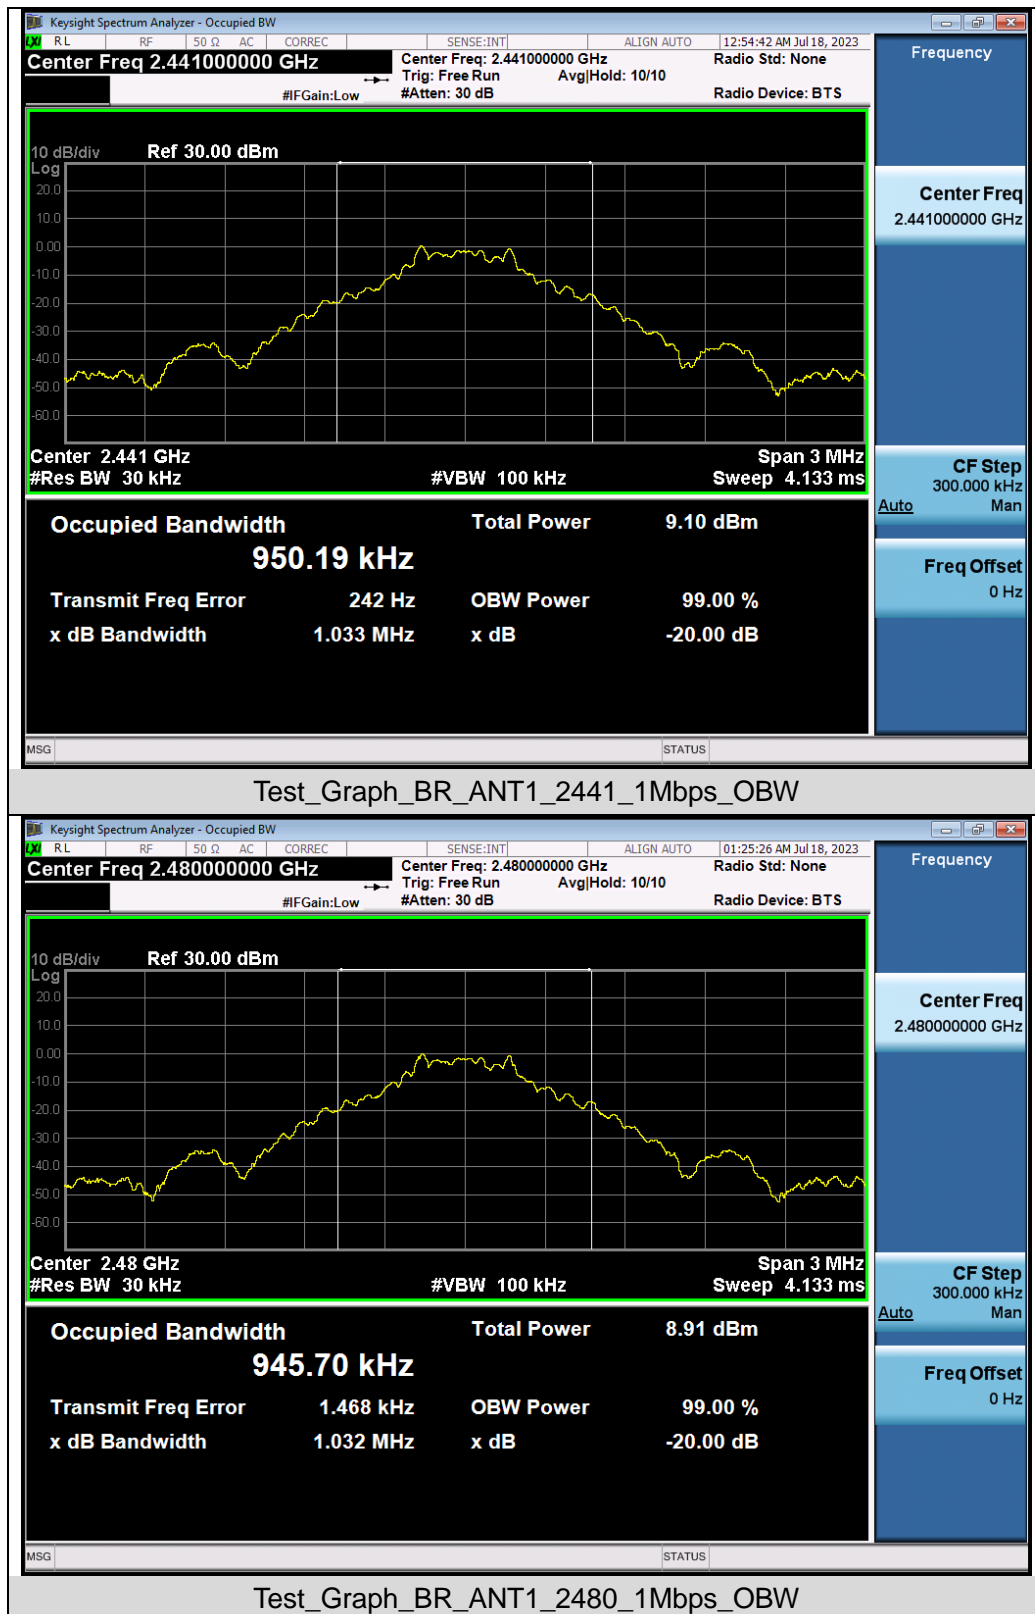 Keysight Spectrum Analyzer - Occupied BW
LXI RL RF 50 Ω AC CORREC SENSE:INT ALIGN AUTO 12:54:42 AM Jul 18, 2023
Center Freq 2.441000000 GHz Center Freq: 2.441000000 GHz Radio Std: None
Trig: Free Run Avg|Hold: 10/10
#IFGain:Low #Atten: 30 dB Radio Device: BTS
Frequency
10 dB/div Ref 30.00 dBm
Log
20.0
10.0
0.00
-10.0
-20.0
-30.0
-40.0
-50.0
-60.0
Center 2.441 GHz Span 3 MHz
#Res BW 30 kHz #VBW 100 kHz Sweep 4.133 ms
Center Freq
2.441000000 GHz
CF Step
300.000 kHz
Auto Man
Freq Offset
0 Hz
Occupied Bandwidth Total Power 9.10 dBm
950.19 kHz
Transmit Freq Error 242 Hz OBW Power 99.00 %
x dB Bandwidth 1.033 MHz x dB -20.00 dB
MSG STATUS
Test_Graph_BR_ANT1_2441_1Mbps_OBW
Keysight Spectrum Analyzer - Occupied BW
LXI RL RF 50 Ω AC CORREC SENSE:INT ALIGN AUTO 01:25:26 AM Jul 18, 2023
Center Freq 2.480000000 GHz Center Freq: 2.480000000 GHz Radio Std: None
Trig: Free Run Avg|Hold: 10/10
#IFGain:Low #Atten: 30 dB Radio Device: BTS
Frequency
10 dB/div Ref 30.00 dBm
Log
20.0
10.0
0.00
-10.0
-20.0
-30.0
-40.0
-50.0
-60.0
Center 2.48 GHz Span 3 MHz
#Res BW 30 kHz #VBW 100 kHz Sweep 4.133 ms
Center Freq
2.480000000 GHz
CF Step
300.000 kHz
Auto Man
Freq Offset
0 Hz
Occupied Bandwidth Total Power 8.91 dBm
945.70 kHz
Transmit Freq Error 1.468 kHz OBW Power 99.00 %
x dB Bandwidth 1.032 MHz x dB -20.00 dB
MSG STATUS
Test_Graph_BR_ANT1_2480_1Mbps_OBW